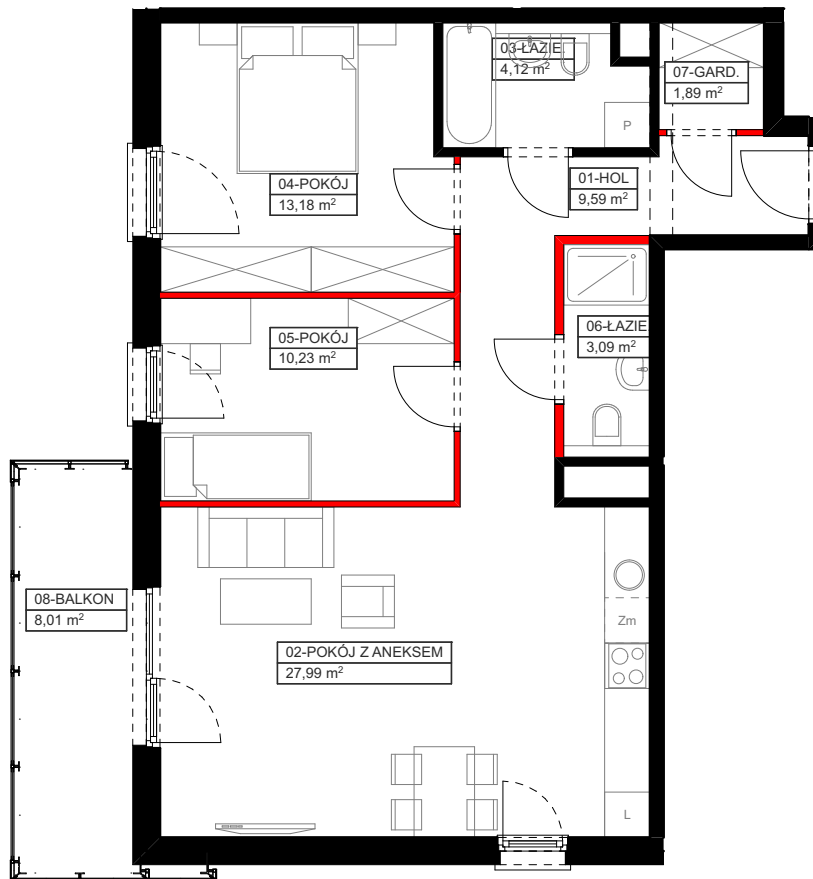 03-ŁAZIE.
4,12 m²
07-GARD.
1,89 m²
P
04-POKÓJ
13,18 m²
01-HOL
9,59 m²
05-POKÓJ
10,23 m²
06-ŁAZIE
3,09 m²
08-BALKON
8,01 m²
Zm
02-POKÓJ Z ANEKSEM
27,99 m²
L